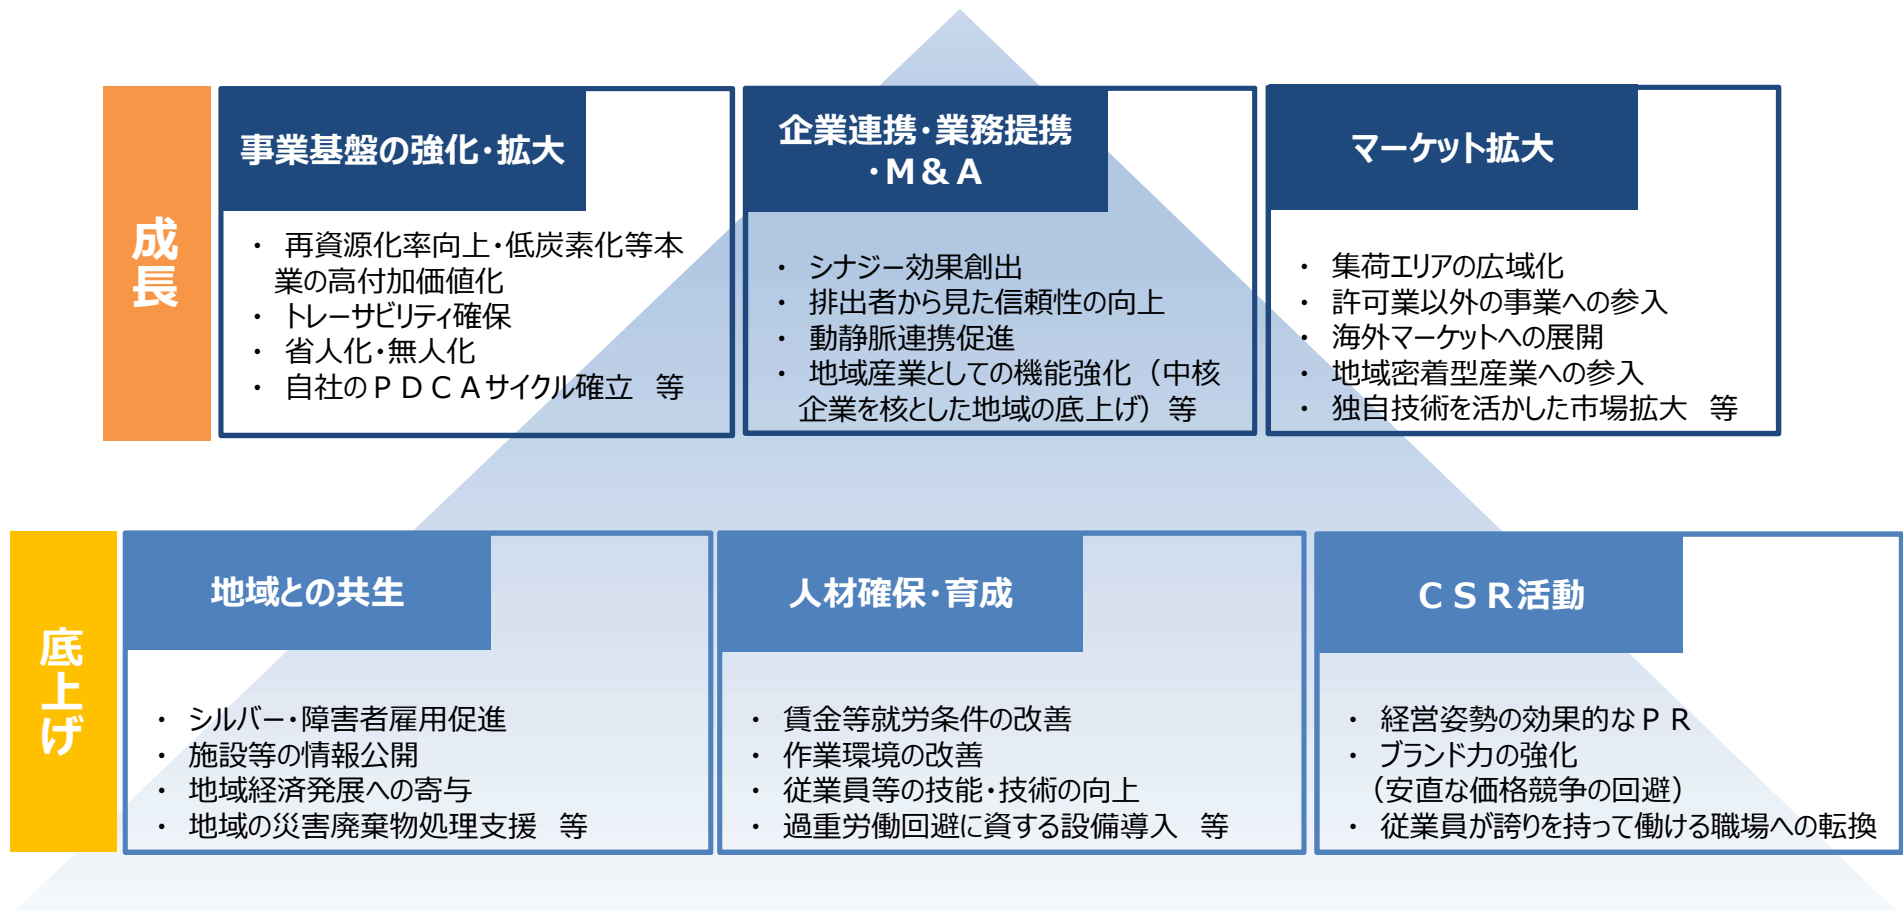 成長
事業基盤の強化・拡大
・ 再資源化率向上・低炭素化等本
業の高付加価値化
・ トレーサビリティ確保
・ 省人化・無人化
・ 自社のＰＤＣＡサイクル確立 等
企業連携・業務提携
・Ｍ＆Ａ
・ シナジー効果創出
・ 排出者から見た信頼性の向上
・ 動静脈連携促進
・ 地域産業としての機能強化（中核
企業を核とした地域の底上げ）等
マーケット拡大
・ 集荷エリアの広域化
・ 許可業以外の事業への参入
・ 海外マーケットへの展開
・ 地域密着型産業への参入
・ 独自技術を活かした市場拡大 等
底上げ
地域との共生
・ シルバー・障害者雇用促進
・ 施設等の情報公開
・ 地域経済発展への寄与
・ 地域の災害廃棄物処理支援 等
人材確保・育成
・ 賃金等就労条件の改善
・ 作業環境の改善
・ 従業員等の技能・技術の向上
・ 過重労働回避に資する設備導入 等
ＣＳＲ活動
・ 経営姿勢の効果的なＰＲ
・ ブランド力の強化
（安直な価格競争の回避）
・ 従業員が誇りを持って働ける職場への転換